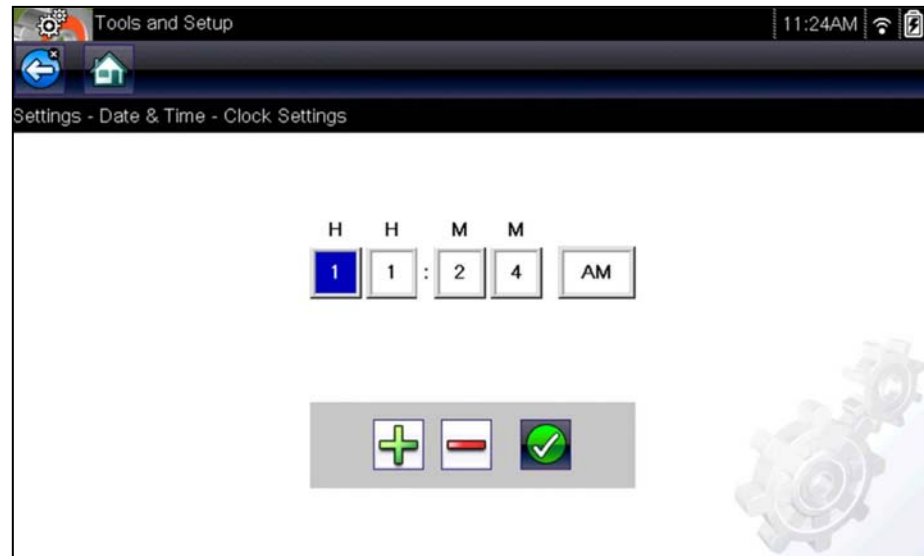 Tools and Setup 11:24AM
Settings - Date & Time - Clock Settings
H H M M
1 1 : 2 4 AM